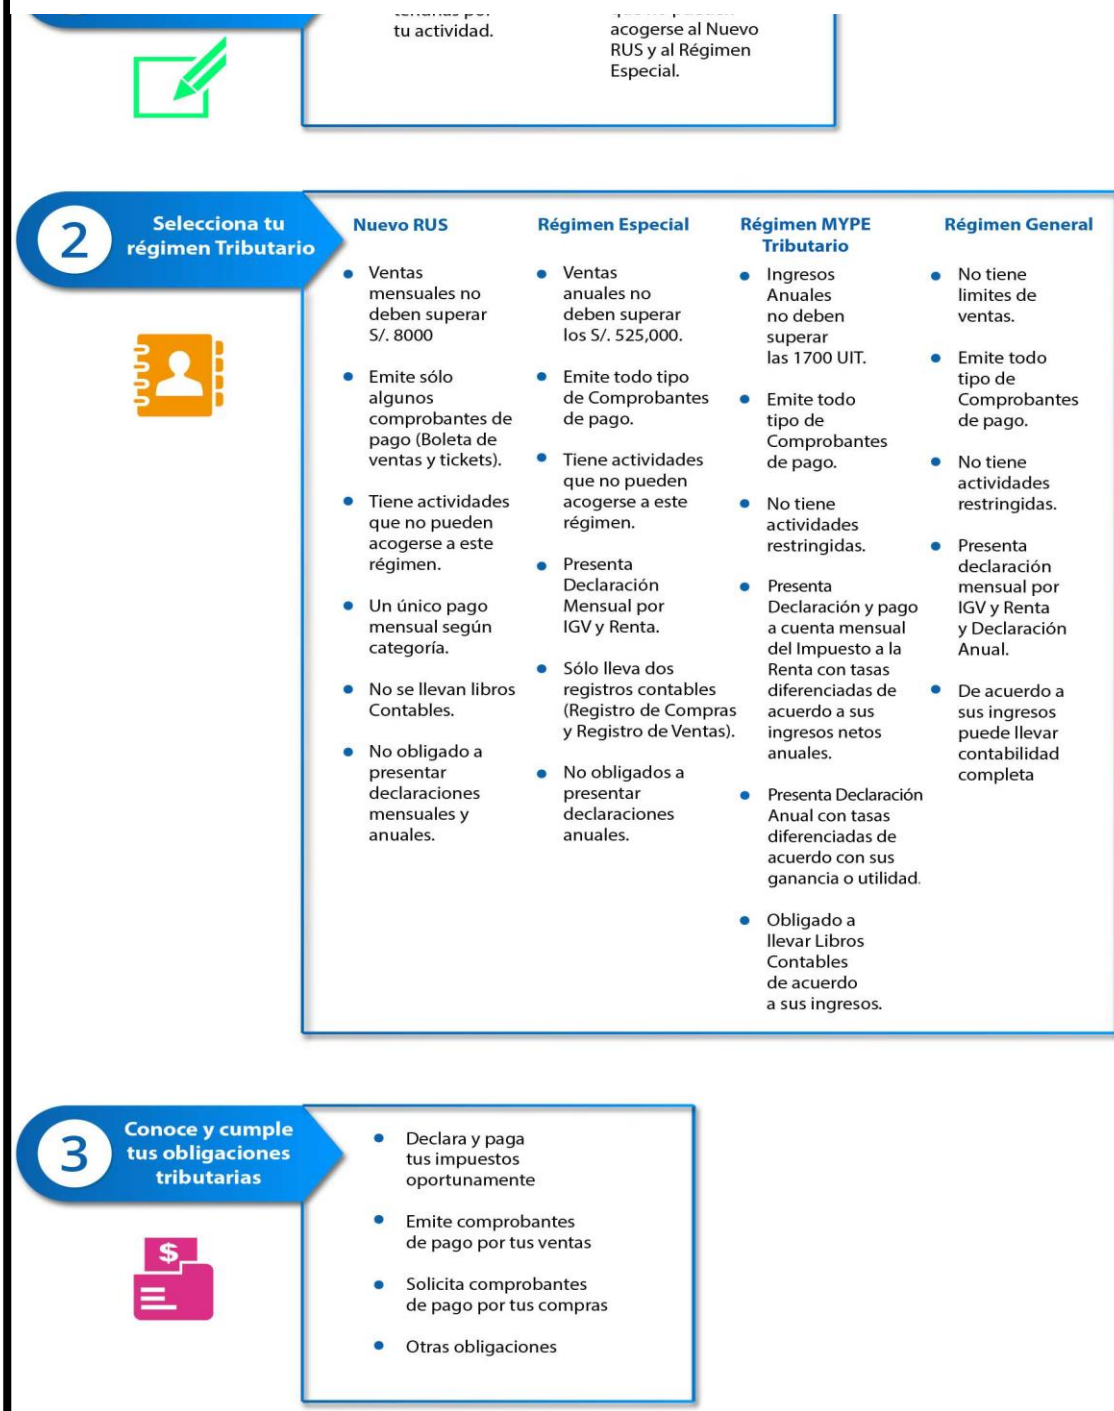 tu actividad.
acogerse al Nuevo
RUS y al Régimen
Especial.
2
Selecciona tu
régimen Tributario
Nuevo RUS
Ventas
mensuales no
deben superar
S/. 8000
Emite sólo
algunos
comprobantes de
pago (Boleta de
ventas y tickets).
Tiene actividades
que no pueden
acogerse a este
régimen.
Un único pago
mensual según
categoría.
No se llevan libros
Contables.
No obligado a
presentar
declaraciones
mensuales y
anuales.
Régimen Especial
Ventas
anuales no
deben superar
los S/. 525,000.
Emite todo tipo
de Comprobantes
de pago.
Tiene actividades
que no pueden
acogerse a este
régimen.
Presenta
Declaración
Mensual por
IGV y Renta.
Sólo lleva dos
registros contables
(Registro de Compras
y Registro de Ventas).
No obligados a
presentar
declaraciones
anuales.
Régimen MYPE
Tributario
Ingresos
Anuales
no deben
superar
las 1700 UIT.
Emite todo
tipo de
Comprobantes
de pago.
No tiene
actividades
restringidas.
Presenta
Declaración y pago
a cuenta mensual
del Impuesto a la
Renta con tasas
diferenciadas de
acuerdo a sus
ingresos netos
anuales.
Presenta Declaración
Anual con tasas
diferenciadas de
acuerdo con sus
ganancia o utilidad.
Obligado a
llevar Libros
Contables
de acuerdo
a sus ingresos.
Régimen General
No tiene
limites de
ventas.
Emite todo
tipo de
Comprobantes
de pago.
No tiene
actividades
restringidas.
Presenta
declaración
mensual por
IGV y Renta
y Declaración
Anual.
De acuerdo a
sus ingresos
puede llevar
contabilidad
completa
3
Conoce y cumple
tus obligaciones
tributarias
Declara y paga
tus impuestos
oportunamente
Emite comprobantes
de pago por tus ventas
Solicita comprobantes
de pago por tus compras
Otras obligaciones
$